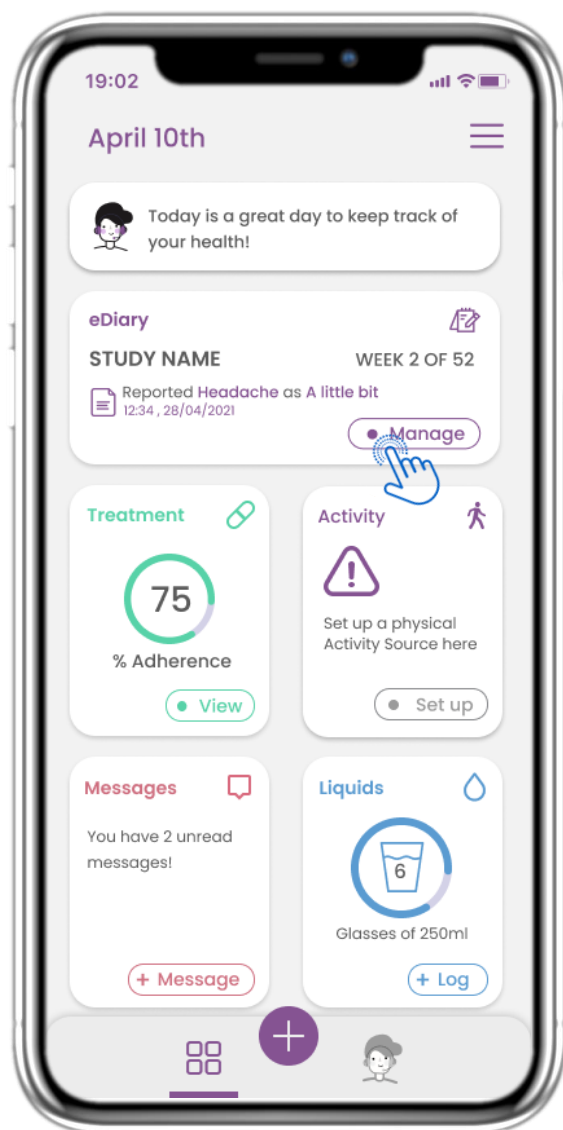 19:02
April 10th
Today is a great day to keep track of
your health!
eDiary
STUDY NAME
WEEK 2 OF 52
Reported Headache as A little bit
12:34 , 28/04/2021
Manage
Treatment
75
% Adherence
View
Activity
Set up a physical
Activity Source here
Set up
Messages
You have 2 unread
messages!
+ Message
Liquids
6
Glasses of 250ml
+ Log